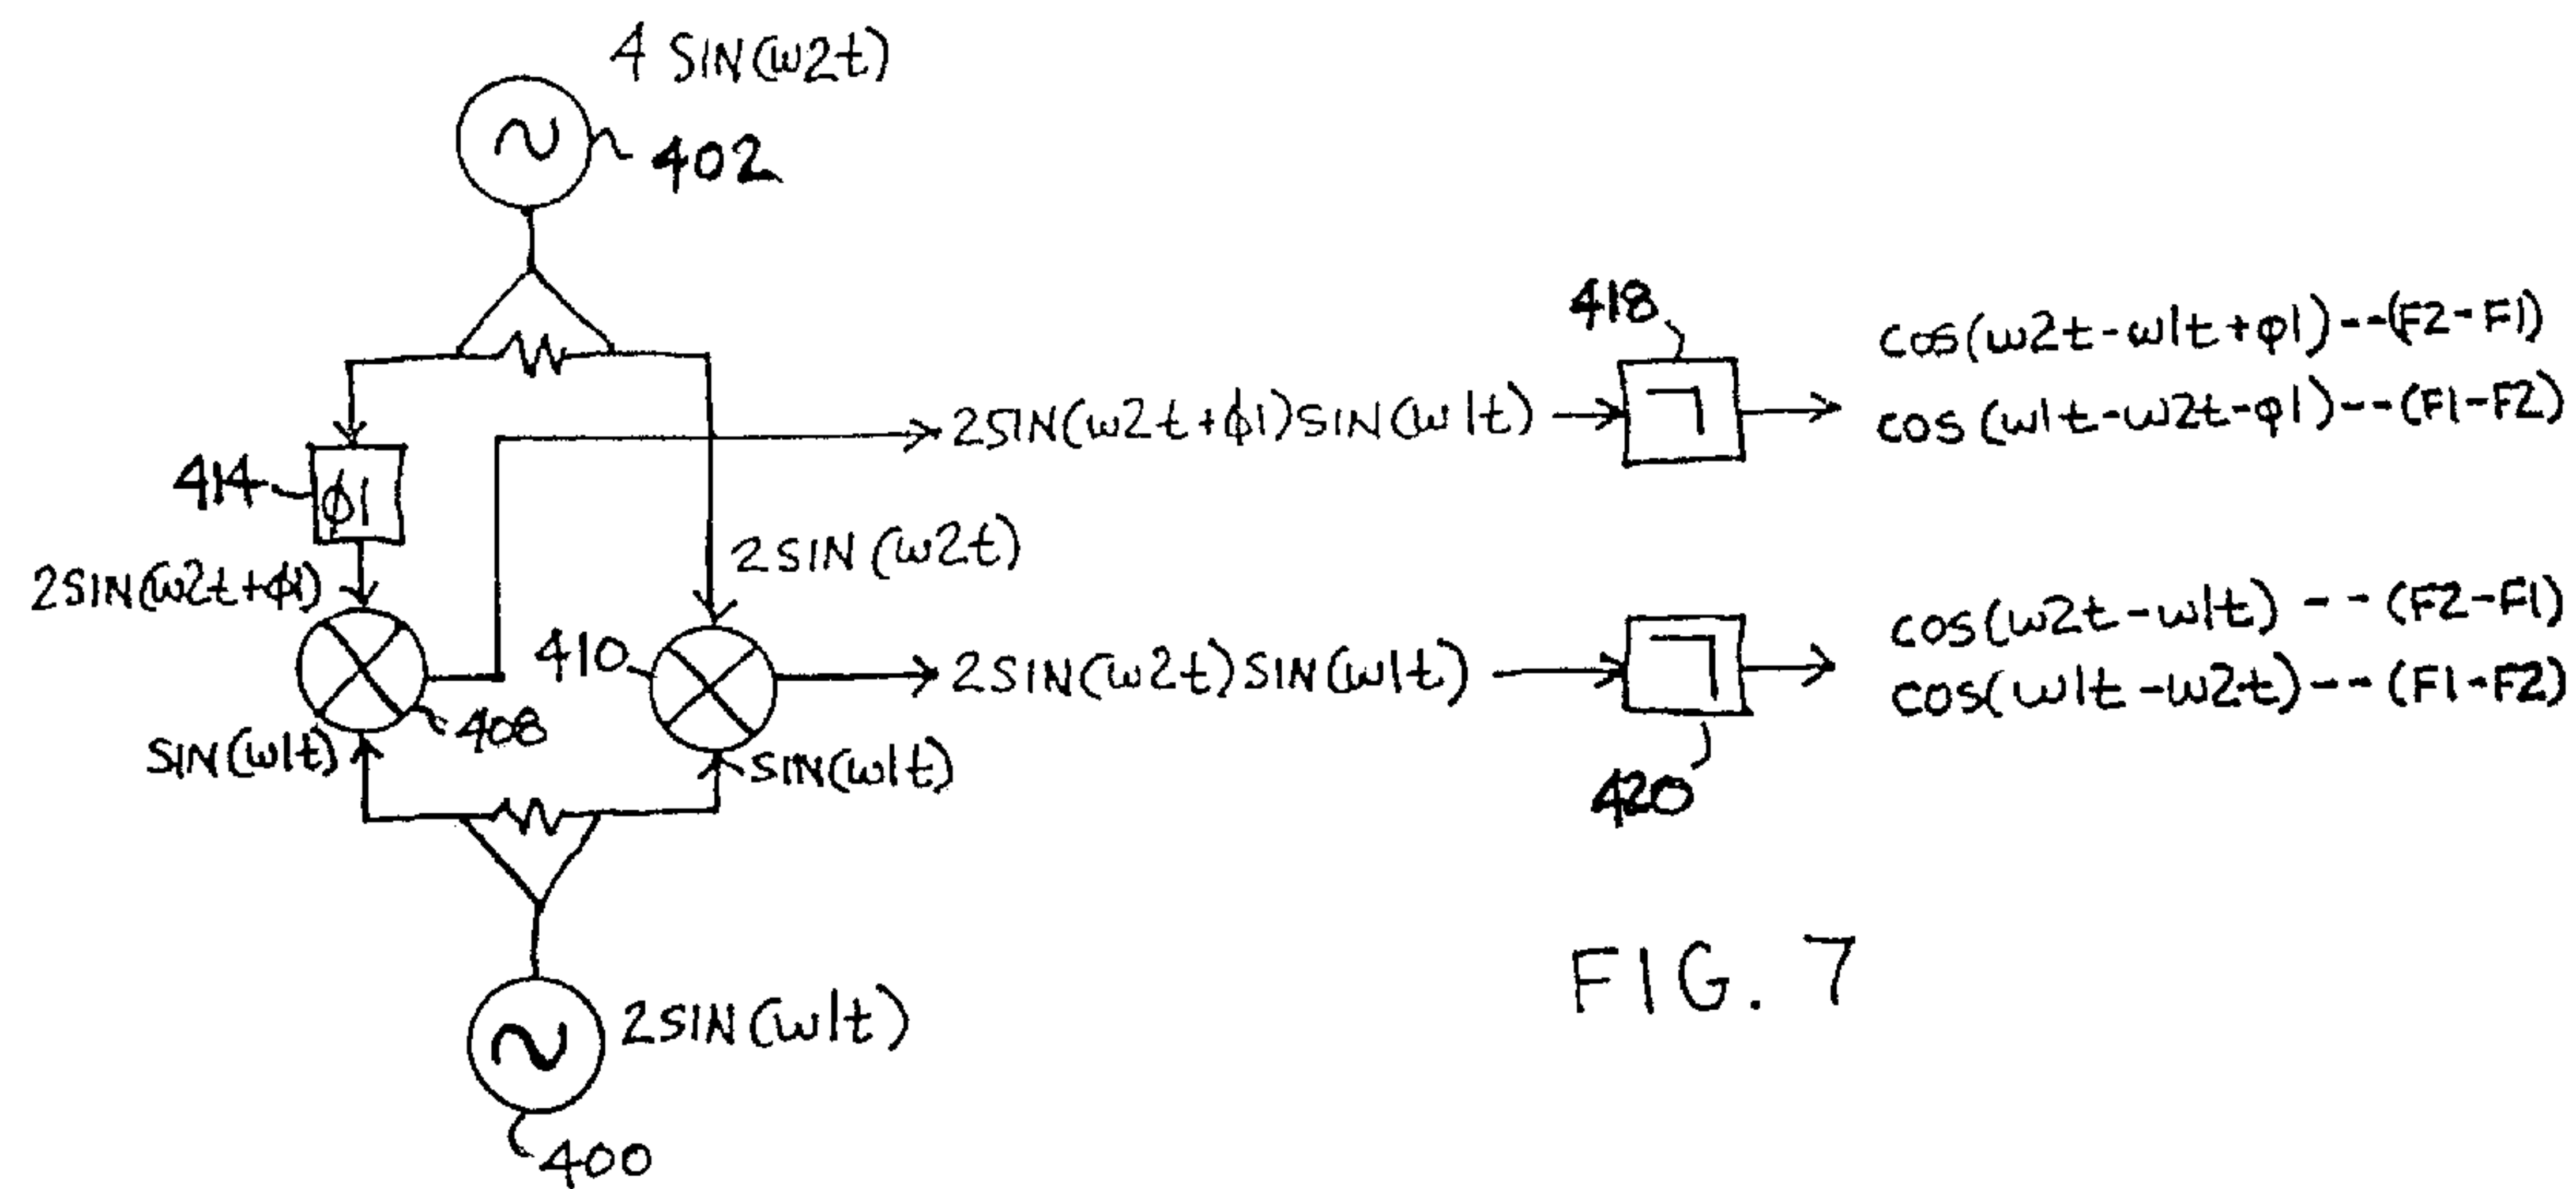 4 SIN(ω2t)
402
418
COS(ω2t-ω1t+φ1)--(F2-F1)
2SIN(ω2t+φ1)SIN(ω1t)
COS(ω1t-ω2t-φ1)--(F1-F2)
414
φ1
2SIN(ω2t)
2SIN(ω2t+φ1)
410
408
2SIN(ω2t)SIN(ω1t)
COS(ω2t-ω1t) -- (F2-F1)
COS(ω1t-ω2t)--(F1-F2)
SIN(ω1t)
SIN(ω1t)
420
2SIN(ω1t)
400
FIG. 7